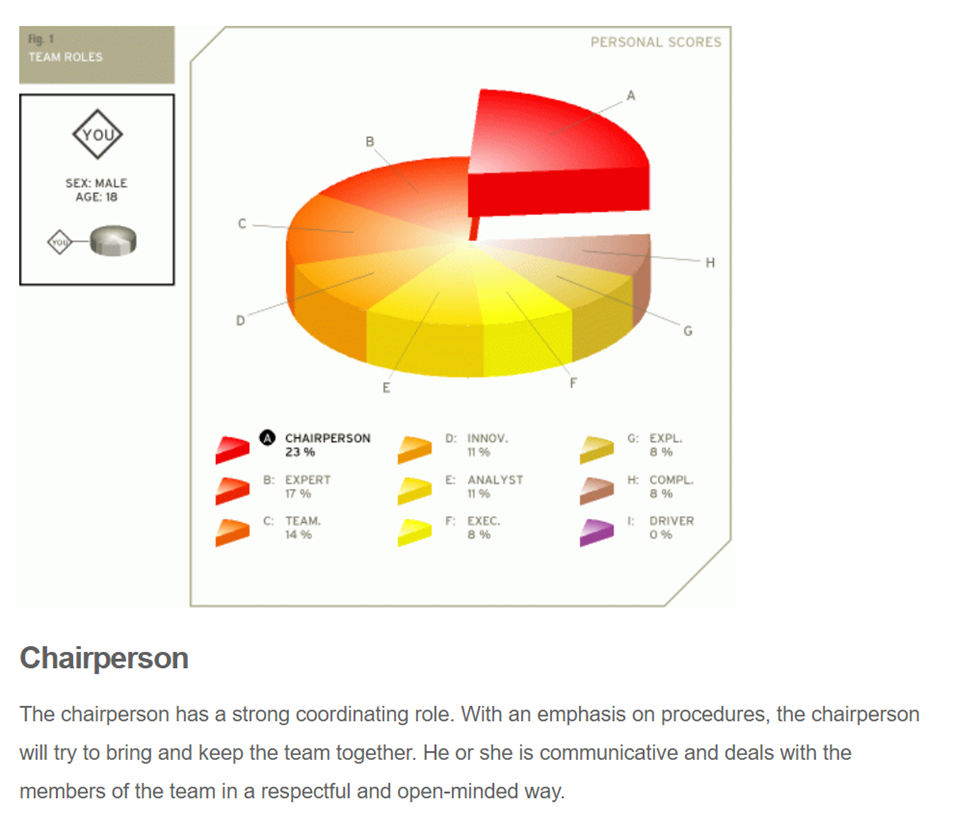 Fig. 1
TEAM ROLES
PERSONAL SCORES
YOU
SEX: MALE
AGE: 18
YOU
A
B
C
D
E
F
G
H
A CHAIRPERSON
23 %
B: EXPERT
17 %
C: TEAM.
14 %
D: INNOV.
11 %
E: ANALYST
11 %
F: EXEC.
8 %
G: EXPL.
8 %
H: COMPL.
8 %
I: DRIVER
0 %
Chairperson
The chairperson has a strong coordinating role. With an emphasis on procedures, the chairperson
will try to bring and keep the team together. He or she is communicative and deals with the
members of the team in a respectful and open-minded way.